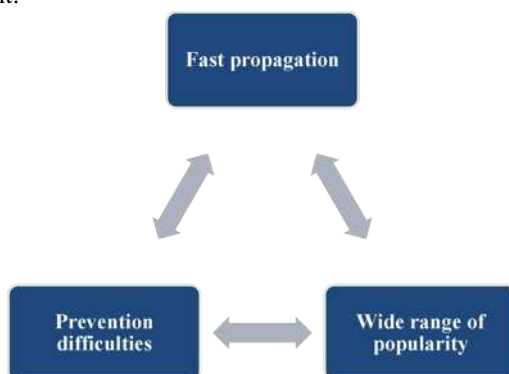 Fast propagation
Prevention
difficulties
Wide range of
popularity